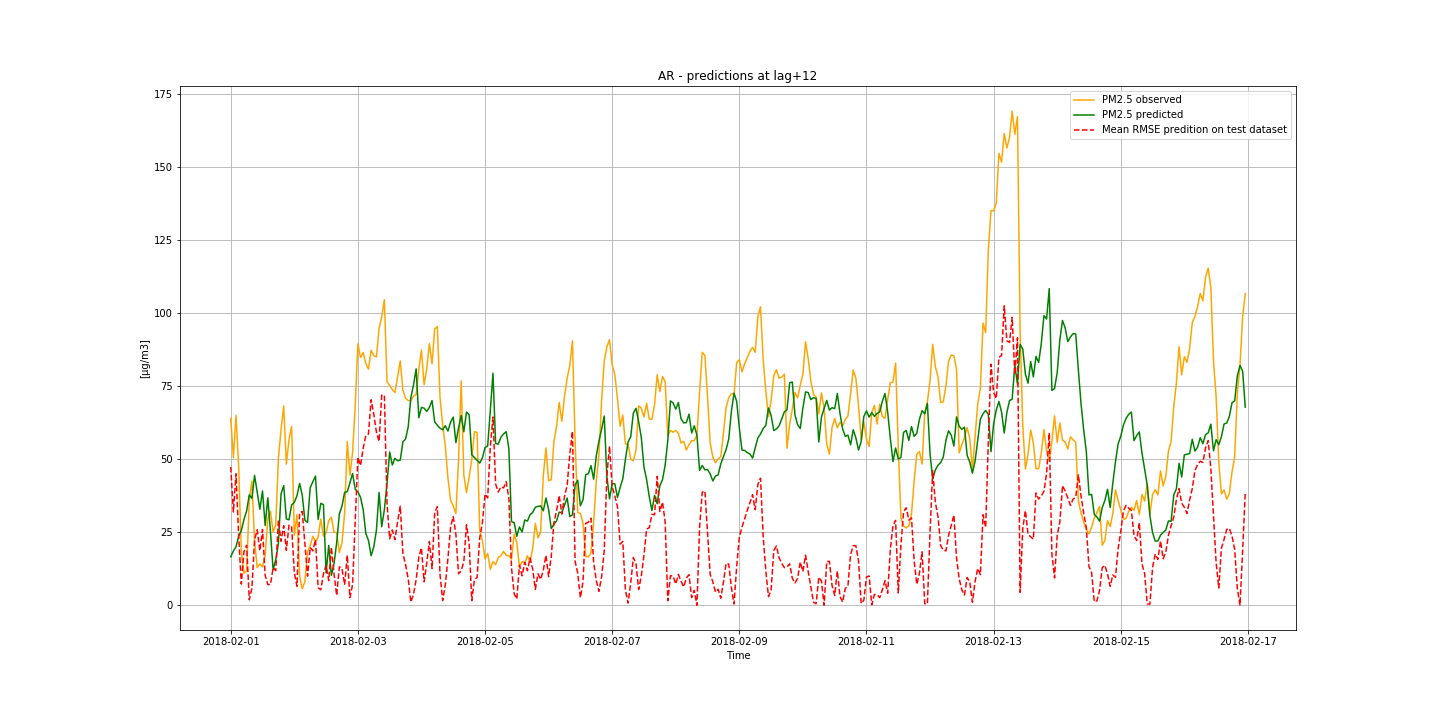 AR - predictions at lag+12
PM2.5 observed
PM2.5 predicted
Mean RMSE predition on test dataset
175
150
125
100
75
50
25
0
[µg/m3]
2018-02-01
2018-02-03
2018-02-05
2018-02-07
2018-02-09
2018-02-11
2018-02-13
2018-02-15
2018-02-17
Time